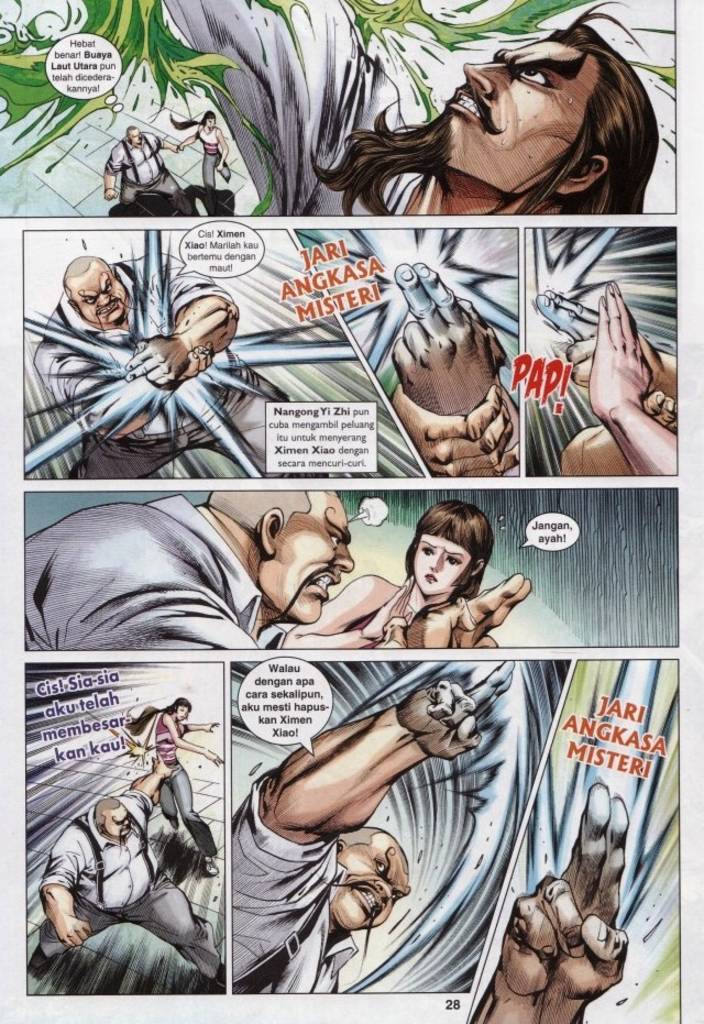 Hebat
benar! Buaya
Laut Utara pun
telah dicedera-
kannya!
Cis! Ximen
Xiao! Marilah kau
bertemu dengan
maut!
JARI
ANGKASA
MISTERI
Nangong Yi Zhi pun
cuba mengambil peluang
itu untuk menyerang
Ximen Xiao dengan
secara mencuri-curi.
PAP!
Jangan,
ayah!
Cis! Sia-sia
aku telah
membesar-
kan kau!
Walau
dengan apa
cara sekalipun,
aku mesti hapus-
kan Ximen
Xiao!
JARI
ANGKASA
MISTERI
28